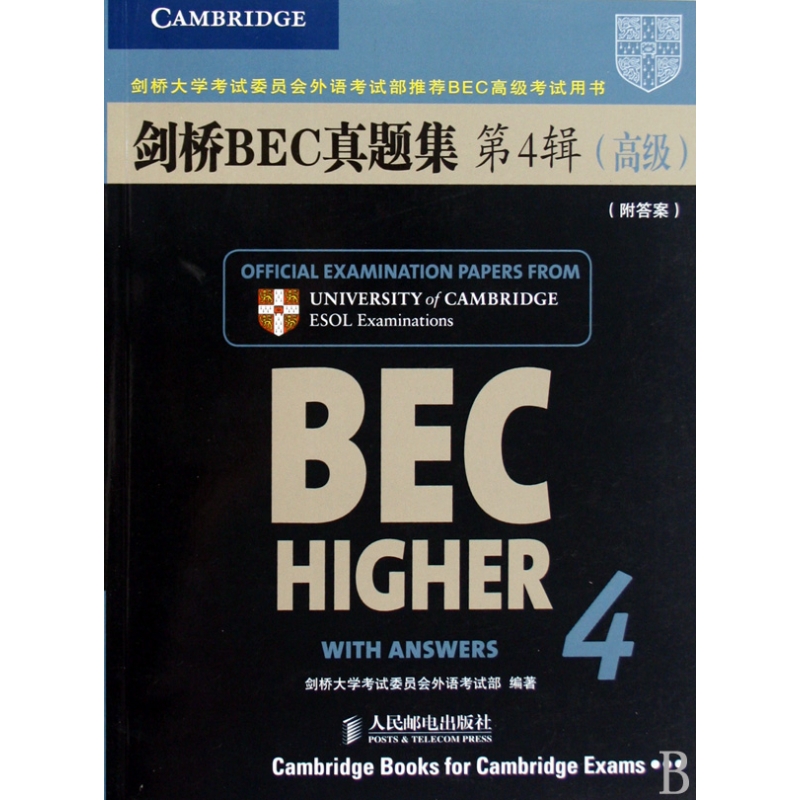 CAMBRIDGE
剑桥大学考试委员会外语考试部推荐BEC高级考试用书
剑桥BEC真题集 第4辑（高级）
（附答案）
OFFICIAL EXAMINATION PAPERS FROM
UNIVERSITY of CAMBRIDGE
ESOL Examinations
BEC
HIGHER
4
WITH ANSWERS
剑桥大学考试委员会外语考试部 编著
人民邮电出版社
POSTS & TELECOM PRESS
Cambridge Books for Cambridge Exams •••
B